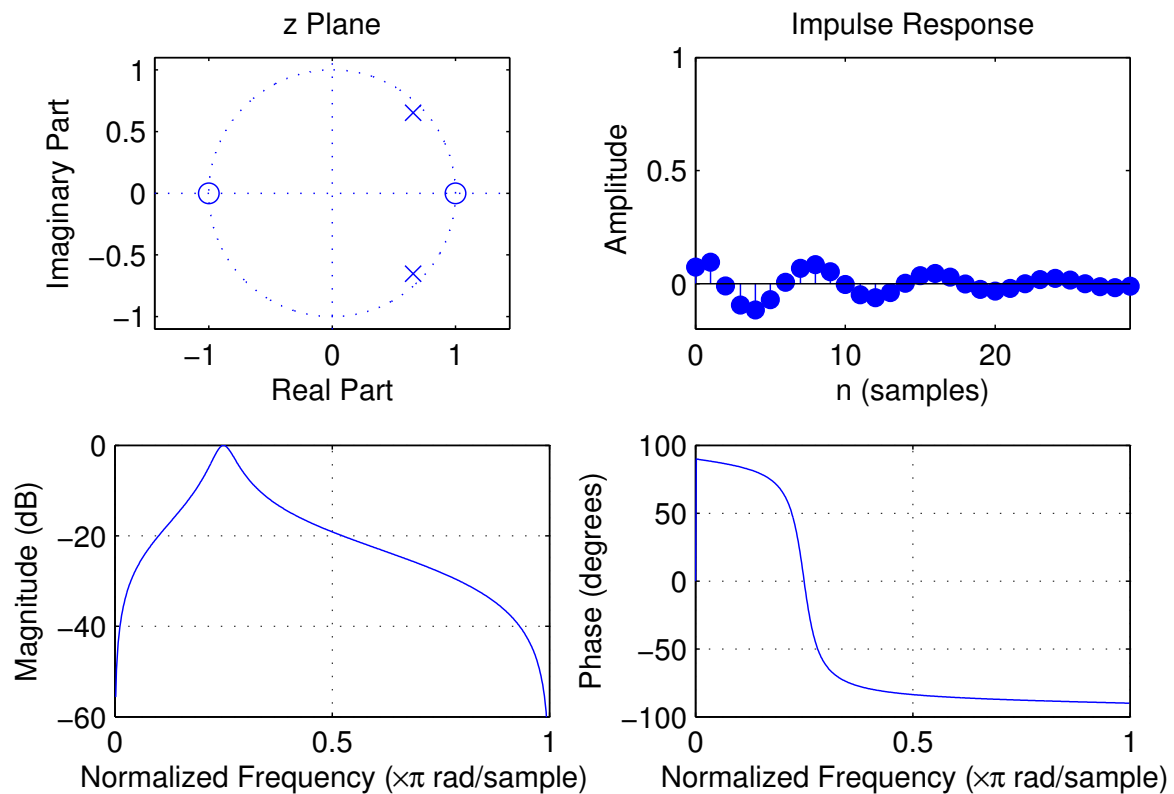 z Plane
Imaginary Part
1
0.5
0
−0.5
−1
−1 0 1
Real Part
Impulse Response
Amplitude
1
0.5
0
0 10 20
n (samples)
Magnitude (dB)
0
−20
−40
−60
0 0.5 1
Normalized Frequency (×π rad/sample)
Phase (degrees)
100
50
0
−50
−100
0 0.5 1
Normalized Frequency (×π rad/sample)